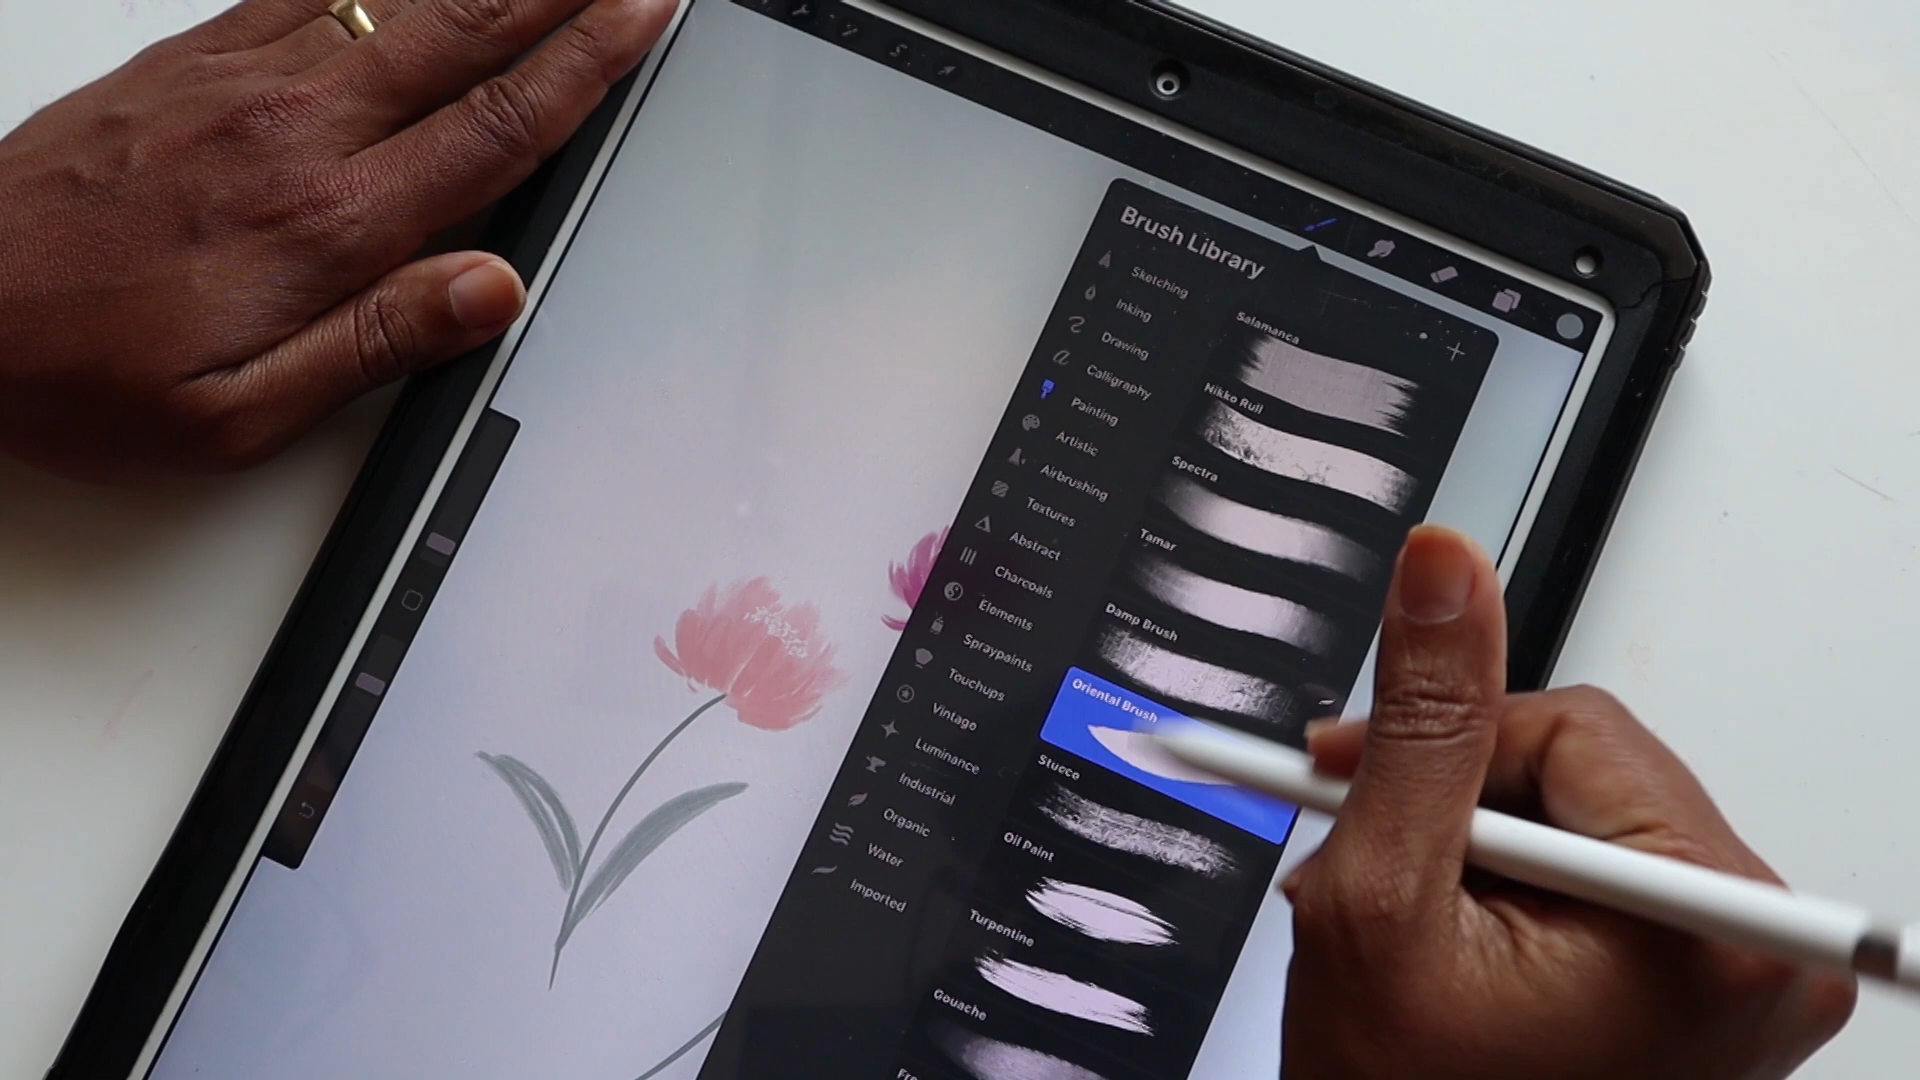 Brush Library
Sketching
Inking
Drawing
Calligraphy
Painting
Artistic
Airbrushing
Textures
Abstract
Charcoals
Elements
Spraypaints
Touchups
Vintage
Luminance
Industrial
Organic
Water
Imported
Salamanca
Nikko Rull
Spectra
Tamar
Damp Brush
Oriental Brush
Stucco
Oil Paint
Turpentine
Gouache